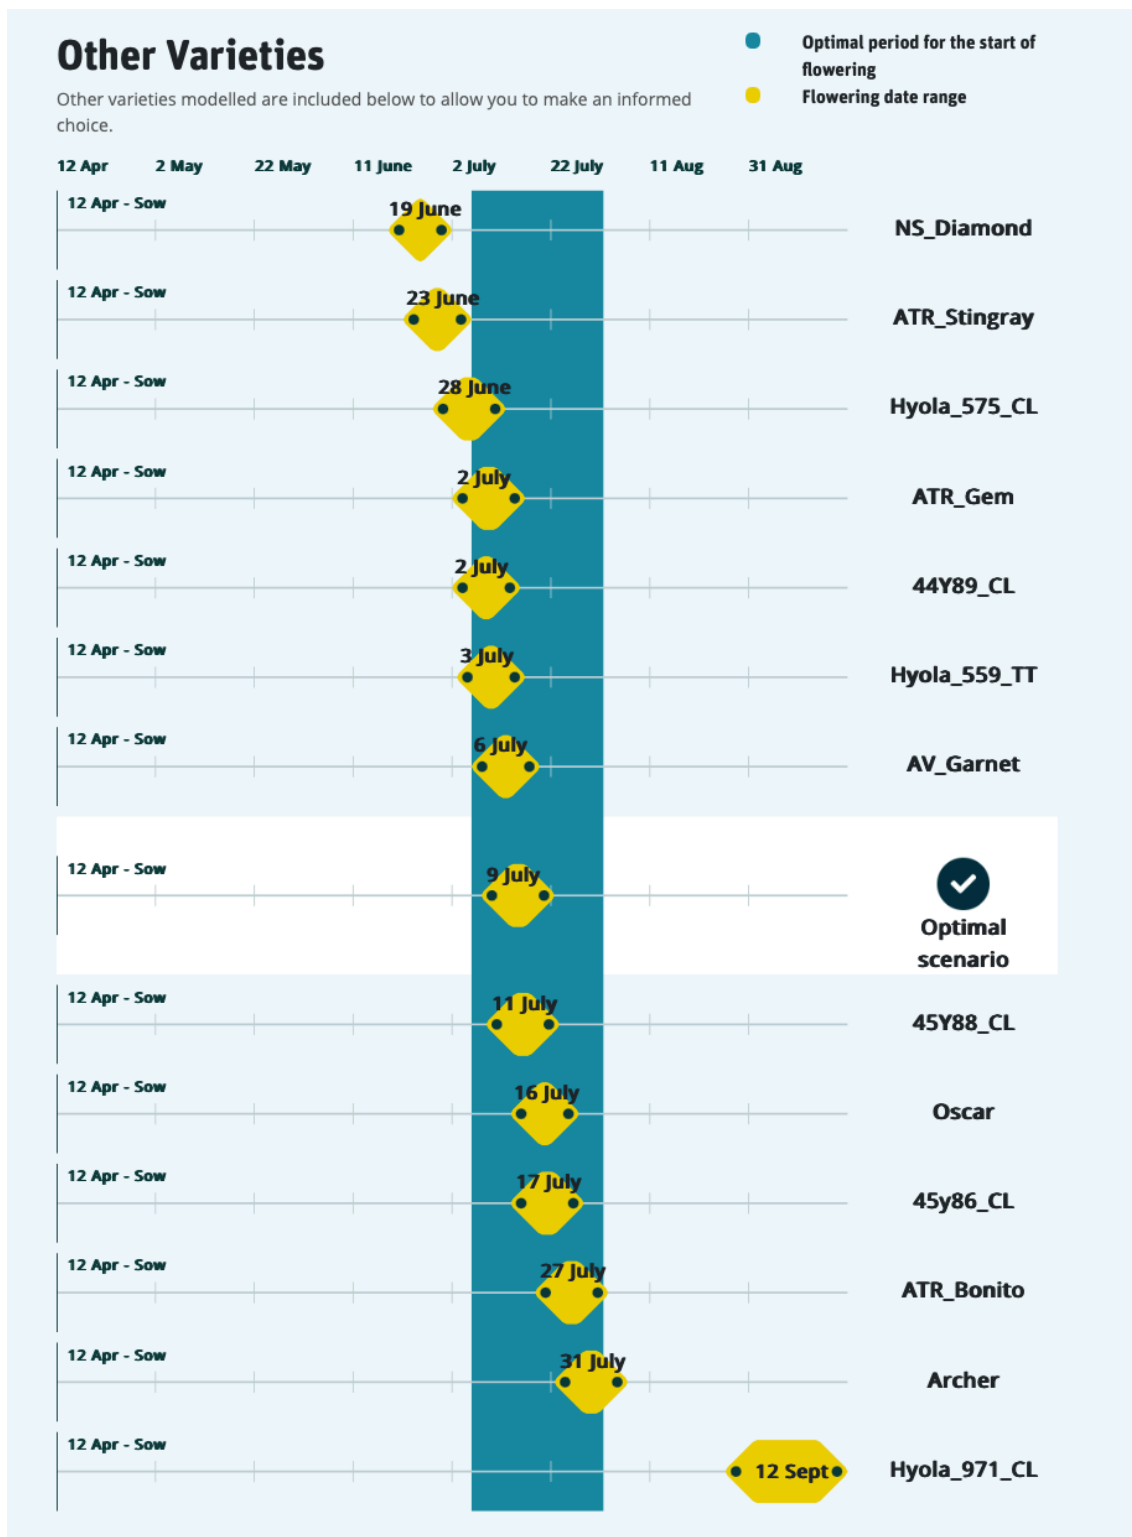 Other Varieties
Other varieties modelled are included below to allow you to make an informed
choice.
Optimal period for the start of
flowering
Flowering date range
12 Apr 2 May 22 May 11 June 2 July 22 July 11 Aug 31 Aug
12 Apr - Sow
19 June
NS_Diamond
12 Apr - Sow
23 June
ATR_Stingray
12 Apr - Sow
28 June
Hyola_575_CL
12 Apr - Sow
2 July
ATR_Gem
12 Apr - Sow
2 July
44Y89_CL
12 Apr - Sow
3 July
Hyola_559_TT
12 Apr - Sow
6 July
AV_Garnet
12 Apr - Sow
9 July
Optimal
scenario
12 Apr - Sow
11 July
45Y88_CL
12 Apr - Sow
16 July
Oscar
12 Apr - Sow
17 July
45y86_CL
12 Apr - Sow
27 July
ATR_Bonito
12 Apr - Sow
31 July
Archer
12 Apr - Sow
12 Sept
Hyola_971_CL